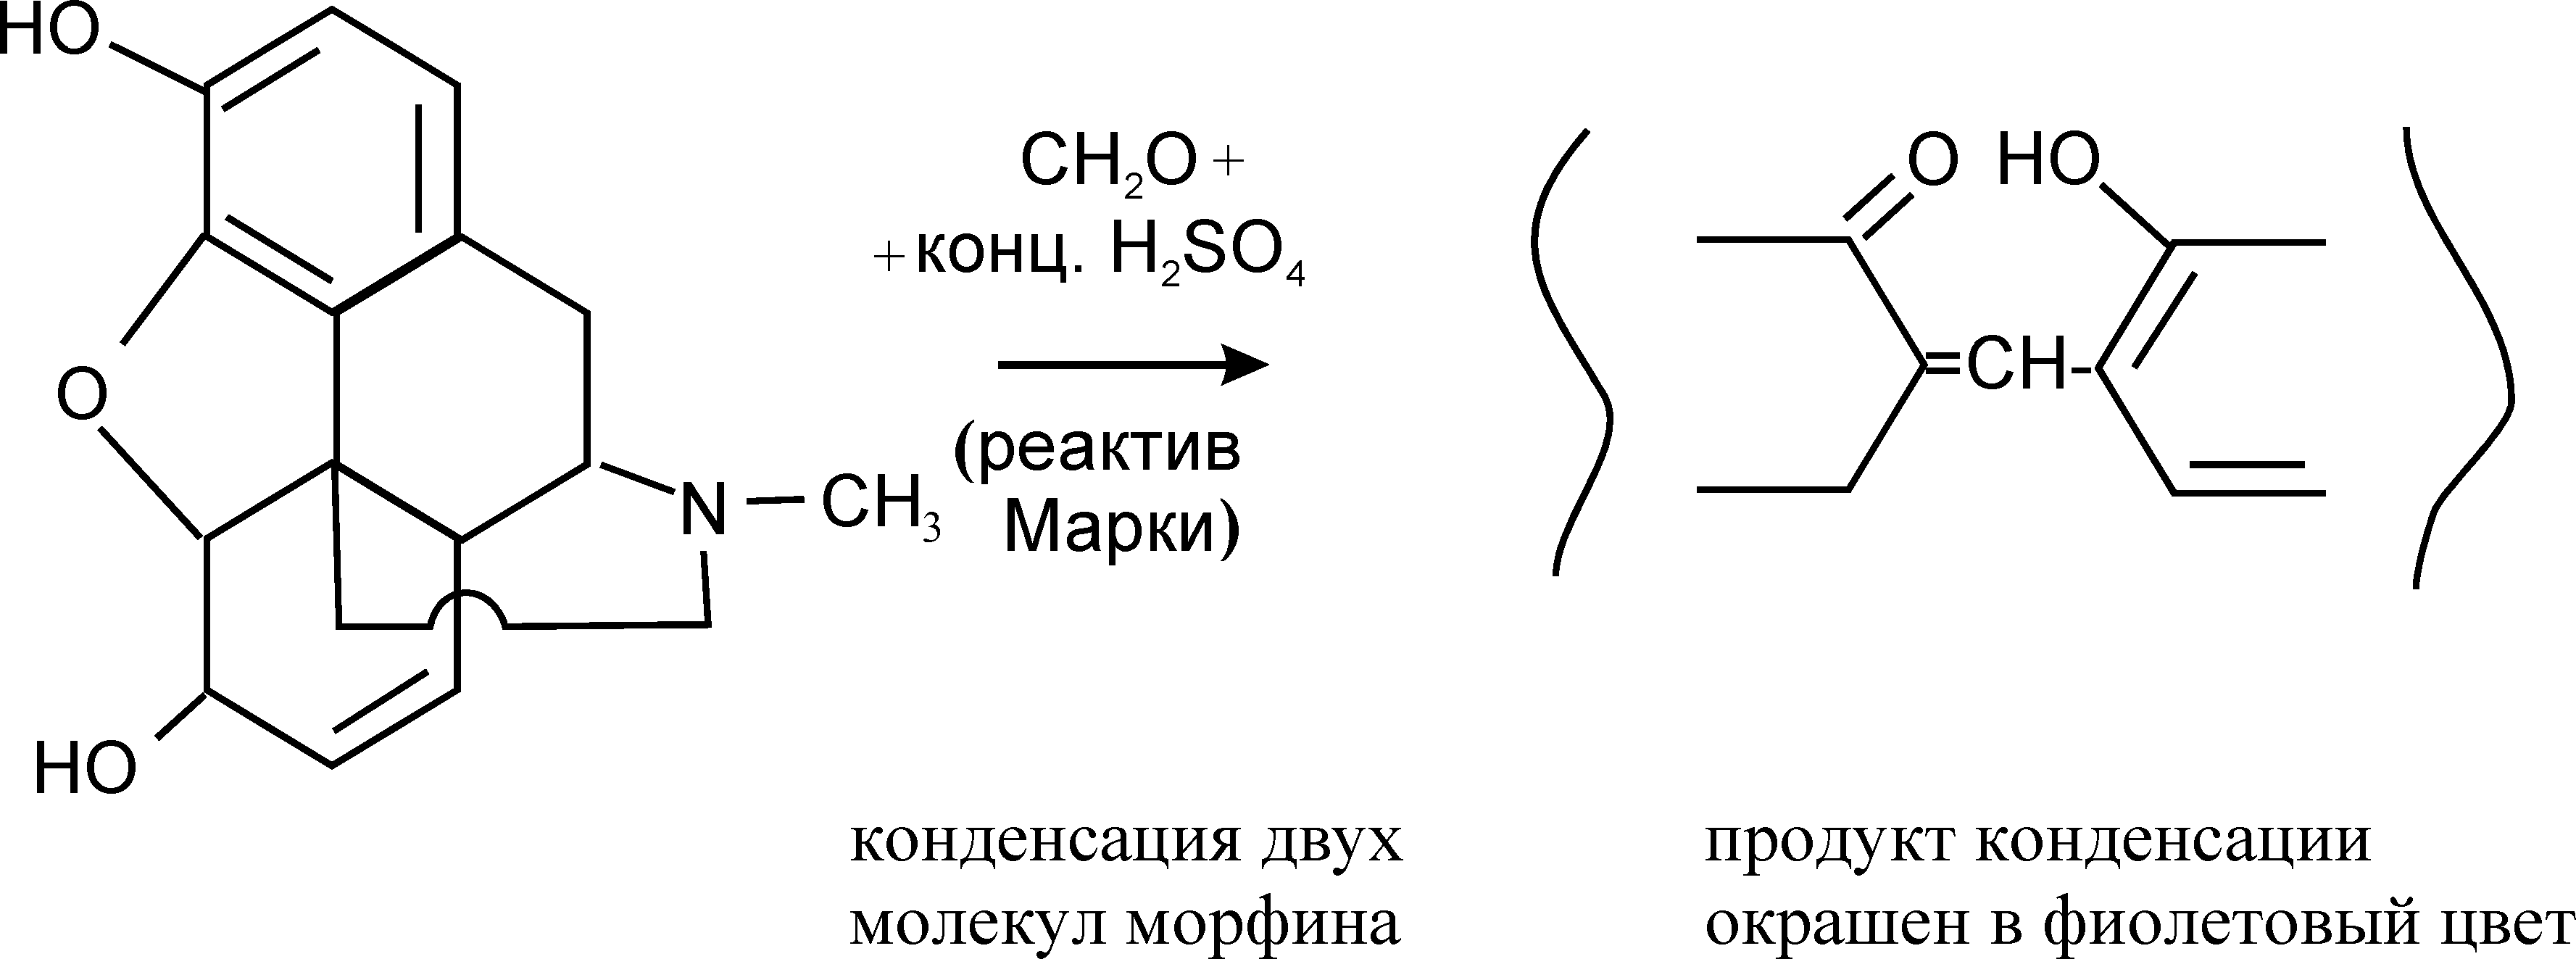 HO
O
HO
N
CH3
CH2O +
+ конц. H2SO4
(реактив
Марки)
O
HO
=CH-
конденсация двух
молекул морфина
продукт конденсации
окрашен в фиолетовый цвет